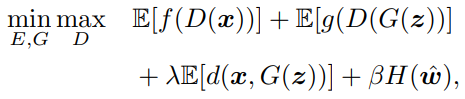 min max E[f(D(x))] + E[g(D(G(z))]
E,G D
+ λE[d(x, G(z))] + βH(ŵ),